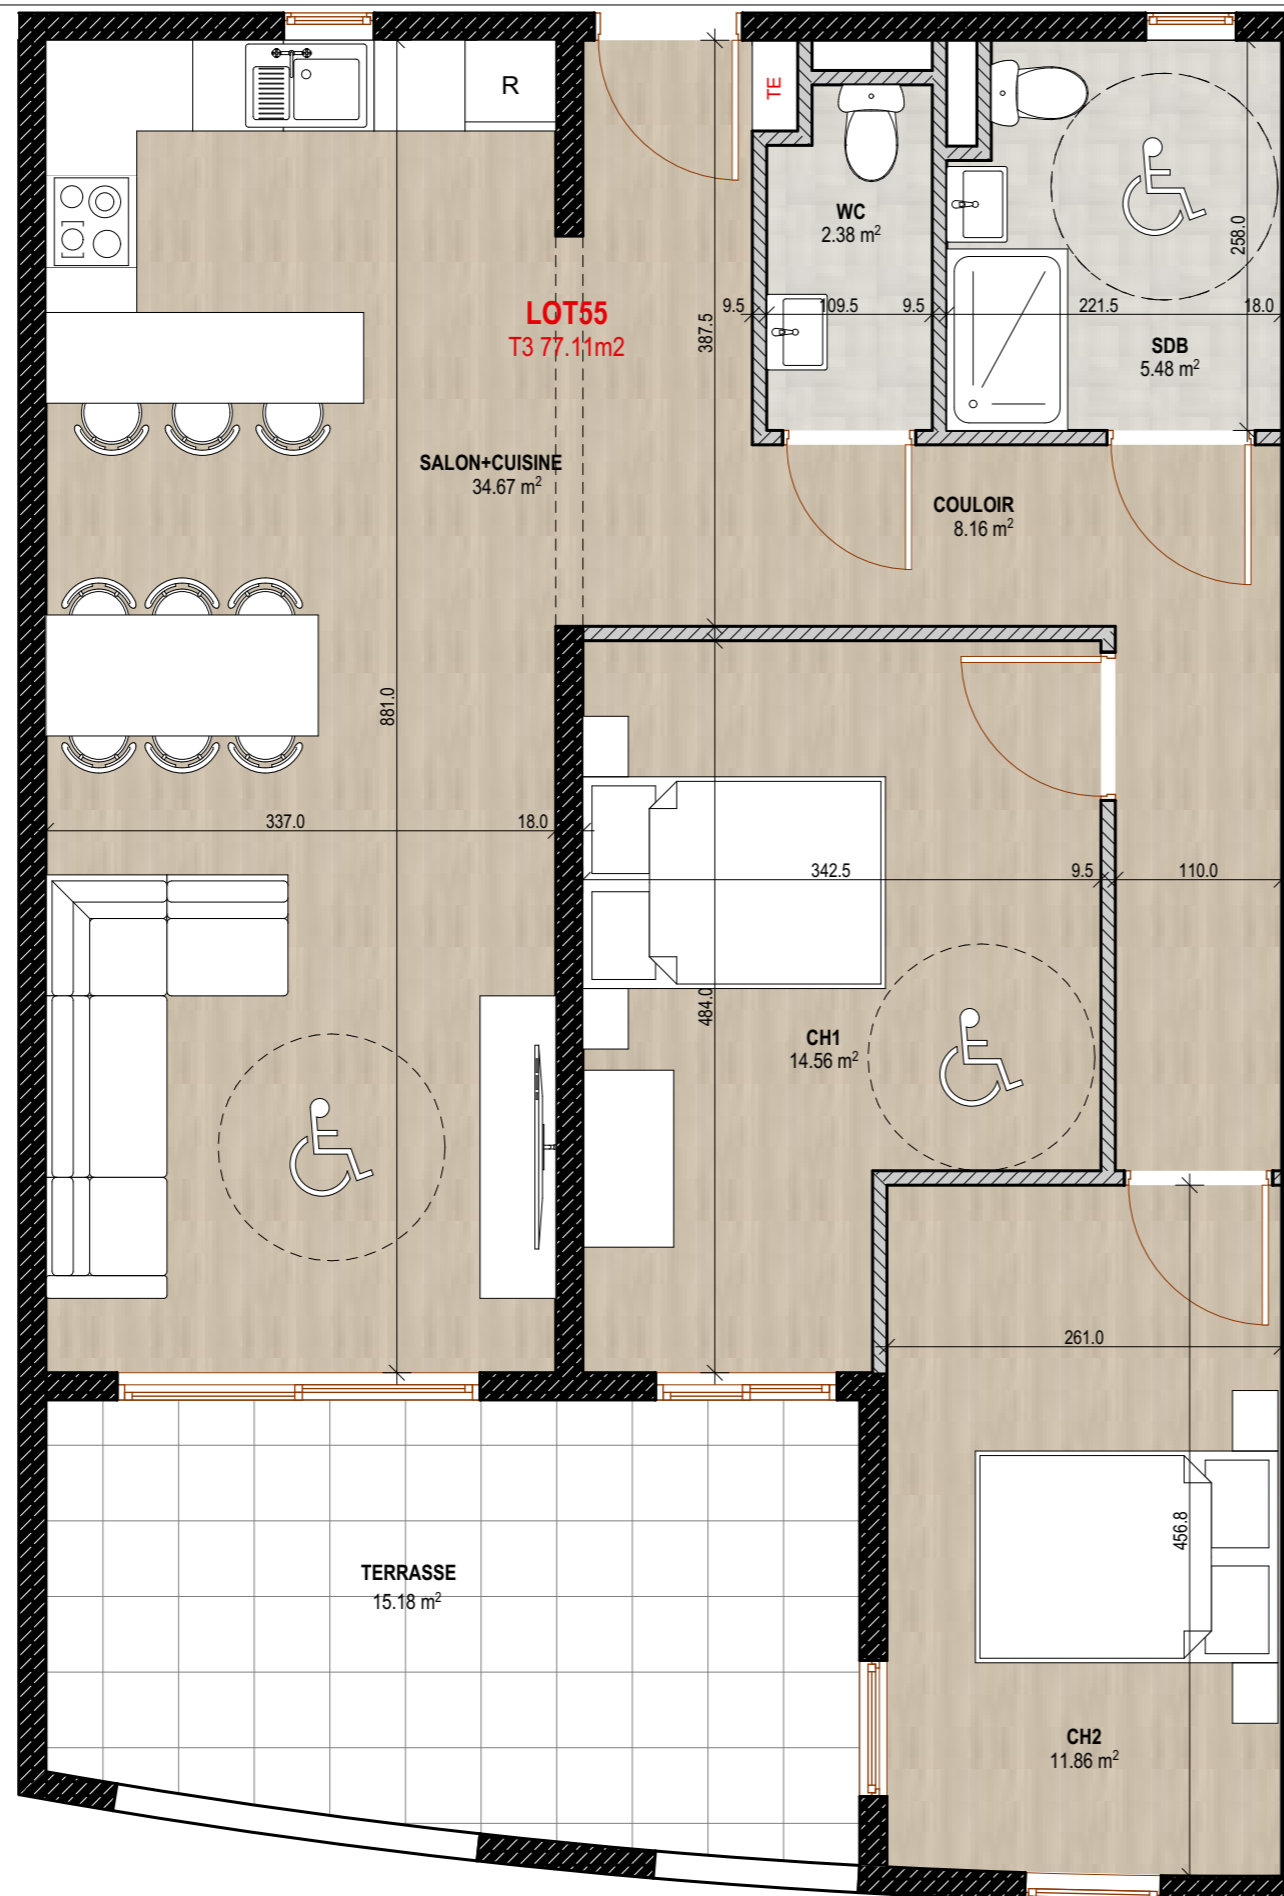 R
TE
WC
2.38 m²
258.0
LOT55
T3 77.11m2
387.5
9.5
109.5
9.5
221.5
18.0
SDB
5.48 m²
SALON+CUISINE
34.67 m²
COULOIR
8.16 m²
881.0
337.0
18.0
342.5
9.5
110.0
484.0
CH1
14.56 m²
261.0
456.8
TERRASSE
15.18 m²
CH2
11.86 m²